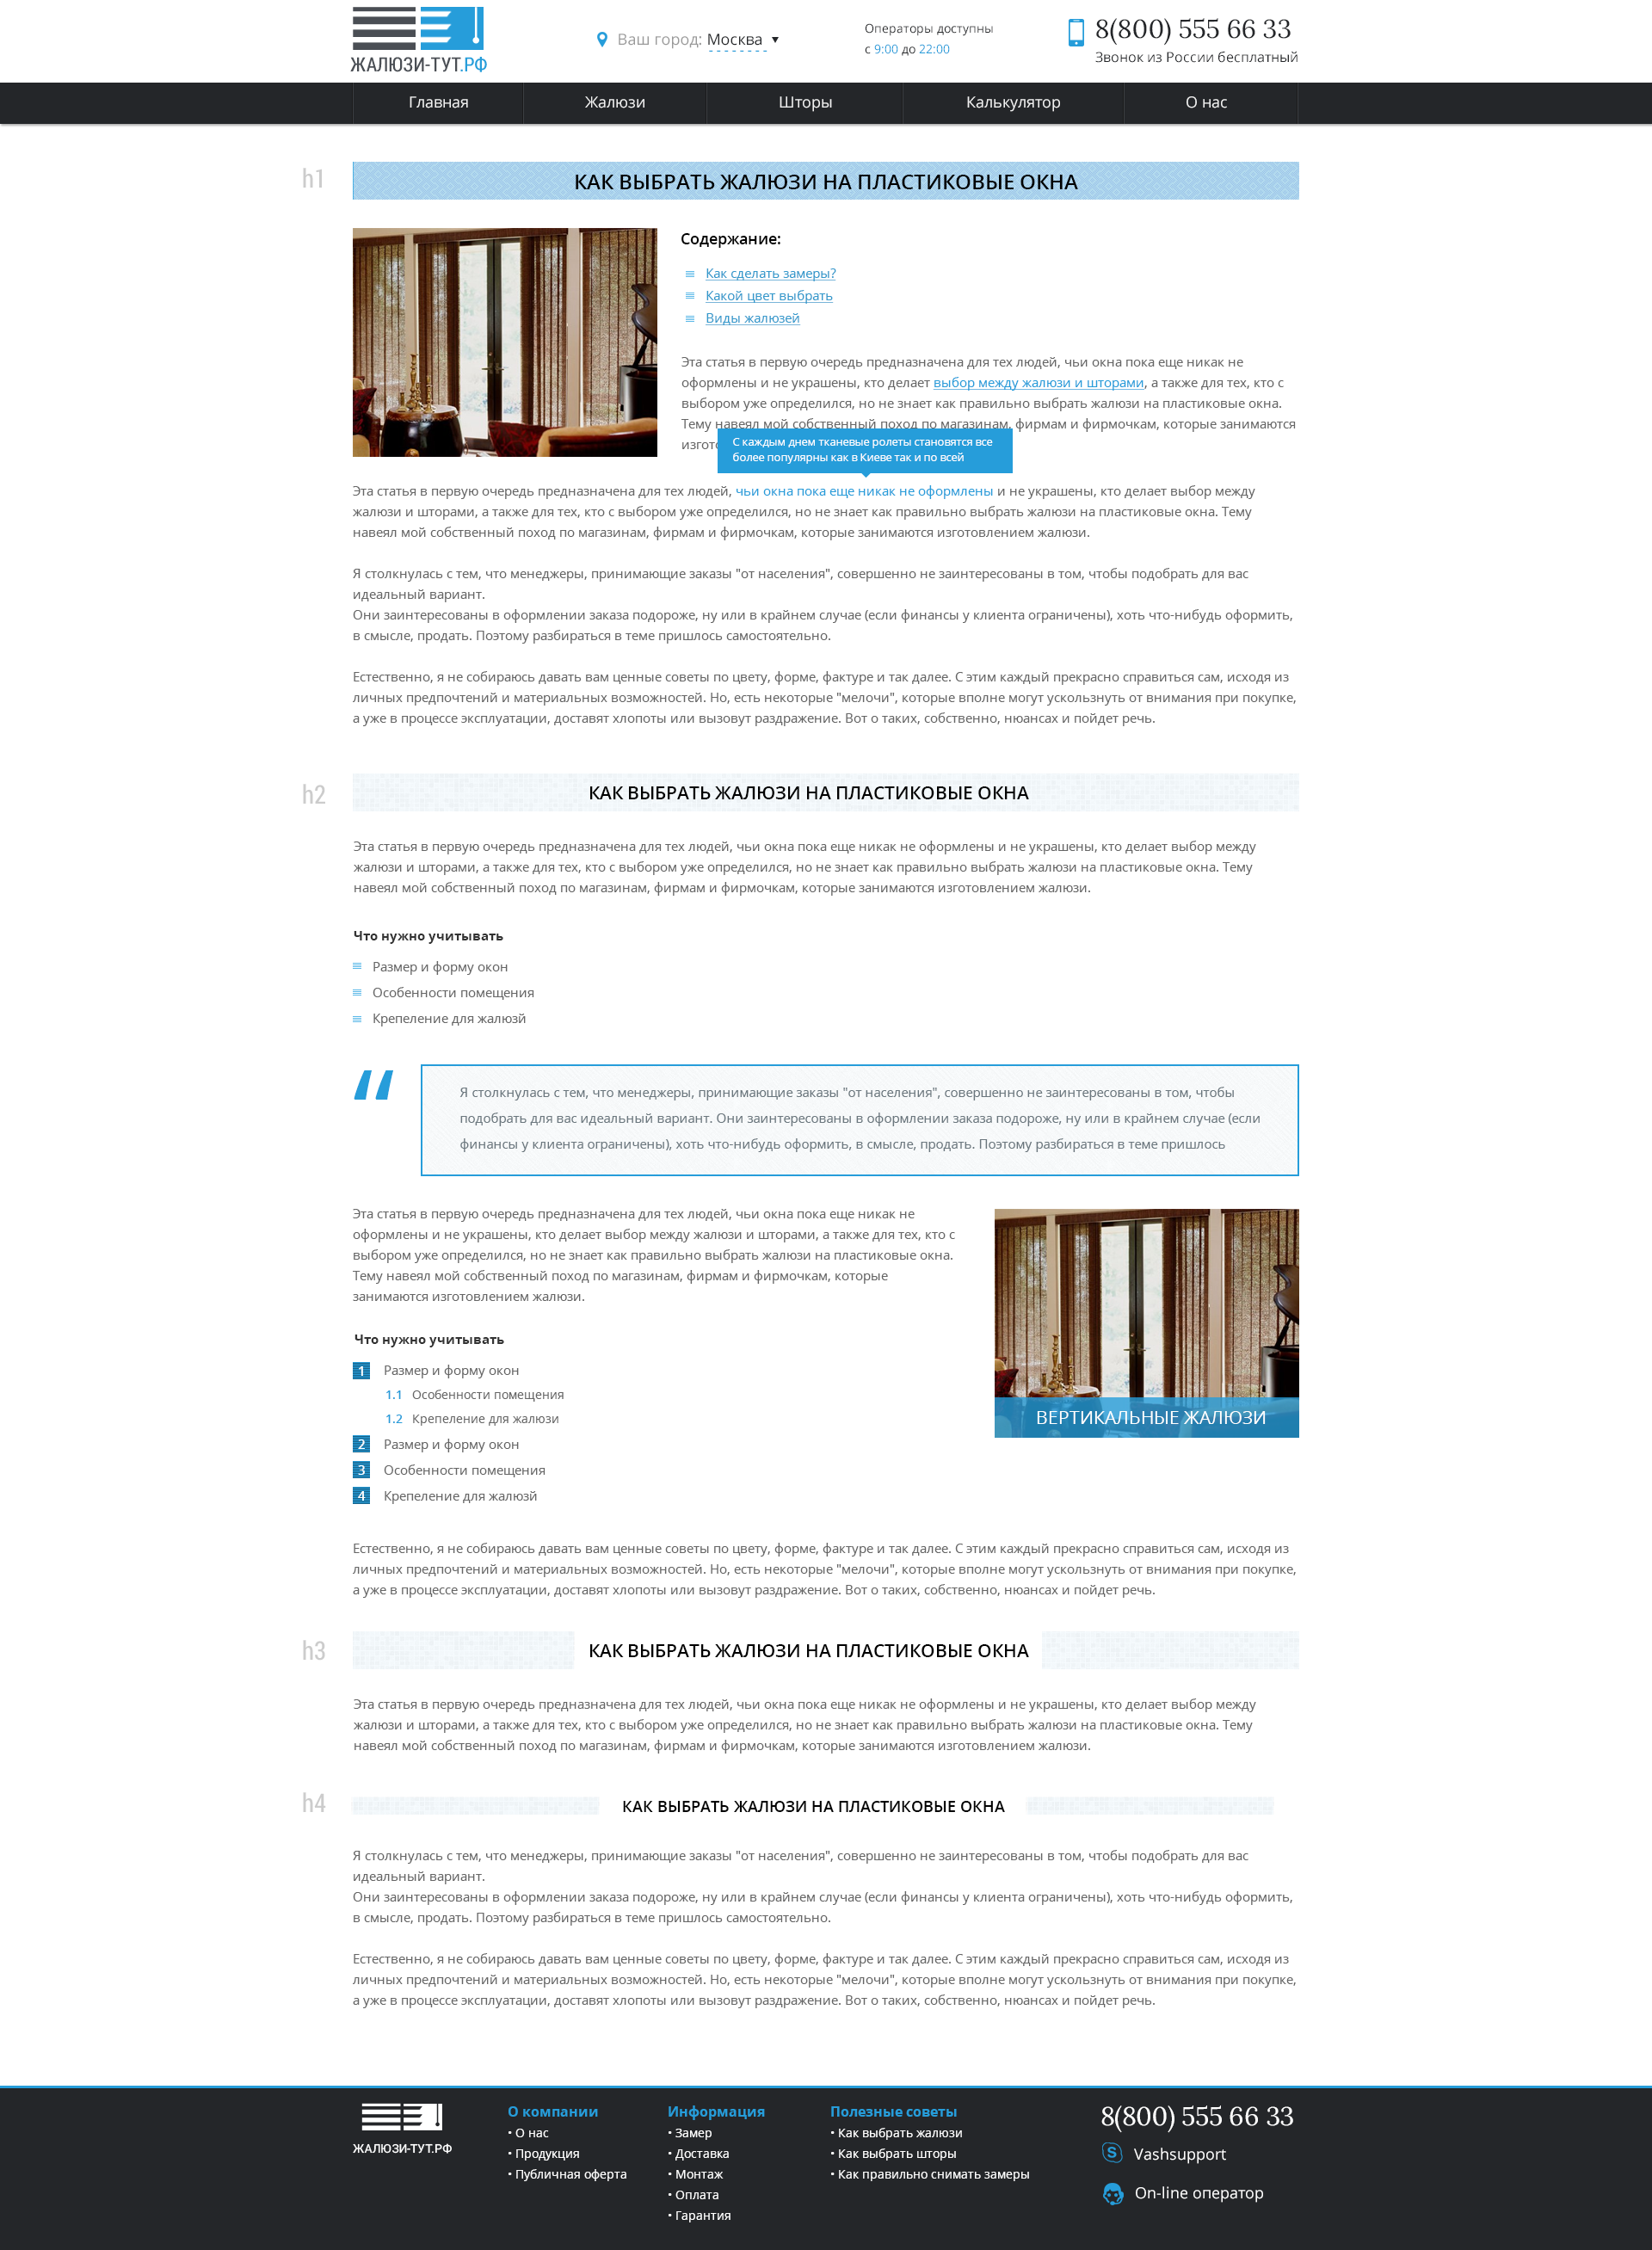 ЖАЛЮЗИ-ТУТ.РФ
Ваш город: Москва
Операторы доступны
с 9:00 до 22:00
8(800) 555 66 33
Звонок из России бесплатный
Главная
Жалюзи
Шторы
Калькулятор
О нас
h1
КАК ВЫБРАТЬ ЖАЛЮЗИ НА ПЛАСТИКОВЫЕ ОКНА
Содержание:
Как сделать замеры?
Какой цвет выбрать
Виды жалюзей
Эта статья в первую очередь предназначена для тех людей, чьи окна пока еще никак не
оформлены и не украшены, кто делает выбор между жалюзи и шторами, а также для тех, кто с
выбором уже определился, но не знает как правильно выбрать жалюзи на пластиковые окна.
Тему навеял мой собственный поход по магазинам, фирмам и фирмочкам, которые занимаются
С каждым днем тканевые ролеты становятся все
более популярны как в Киеве так и по всей
Эта статья в первую очередь предназначена для тех людей, чьи окна пока еще никак не оформлены и не украшены, кто делает выбор между
жалюзи и шторами, а также для тех, кто с выбором уже определился, но не знает как правильно выбрать жалюзи на пластиковые окна. Тему
навеял мой собственный поход по магазинам, фирмам и фирмочкам, которые занимаются изготовлением жалюзи.
Я столкнулась с тем, что менеджеры, принимающие заказы "от населения", совершенно не заинтересованы в том, чтобы подобрать для вас
идеальный вариант.
Они заинтересованы в оформлении заказа подороже, ну или в крайнем случае (если финансы у клиента ограничены), хоть что-нибудь оформить,
в смысле, продать. Поэтому разбираться в теме пришлось самостоятельно.
Естественно, я не собираюсь давать вам ценные советы по цвету, форме, фактуре и так далее. С этим каждый прекрасно справиться сам, исходя из
личных предпочтений и материальных возможностей. Но, есть некоторые "мелочи", которые вполне могут ускользнуть от внимания при покупке,
а уже в процессе эксплуатации, доставят хлопоты или вызовут раздражение. Вот о таких, собственно, нюансах и пойдет речь.
h2
КАК ВЫБРАТЬ ЖАЛЮЗИ НА ПЛАСТИКОВЫЕ ОКНА
Эта статья в первую очередь предназначена для тех людей, чьи окна пока еще никак не оформлены и не украшены, кто делает выбор между
жалюзи и шторами, а также для тех, кто с выбором уже определился, но не знает как правильно выбрать жалюзи на пластиковые окна. Тему
навеял мой собственный поход по магазинам, фирмам и фирмочкам, которые занимаются изготовлением жалюзи.
Что нужно учитывать
Размер и форму окон
Особенности помещения
Крепеление для жалюзй
Я столкнулась с тем, что менеджеры, принимающие заказы "от населения", совершенно не заинтересованы в том, чтобы
подобрать для вас идеальный вариант. Они заинтересованы в оформлении заказа подороже, ну или в крайнем случае (если
финансы у клиента ограничены), хоть что-нибудь оформить, в смысле, продать. Поэтому разбираться в теме пришлось
Эта статья в первую очередь предназначена для тех людей, чьи окна пока еще никак не
оформлены и не украшены, кто делает выбор между жалюзи и шторами, а также для тех, кто с
выбором уже определился, но не знает как правильно выбрать жалюзи на пластиковые окна.
Тему навеял мой собственный поход по магазинам, фирмам и фирмочкам, которые
занимаются изготовлением жалюзи.
ВЕРТИКАЛЬНЫЕ ЖАЛЮЗИ
Что нужно учитывать
1 Размер и форму окон
1.1 Особенности помещения
1.2 Крепеление для жалюзи
2 Размер и форму окон
3 Особенности помещения
4 Крепеление для жалюзй
Естественно, я не собираюсь давать вам ценные советы по цвету, форме, фактуре и так далее. С этим каждый прекрасно справиться сам, исходя из
личных предпочтений и материальных возможностей. Но, есть некоторые "мелочи", которые вполне могут ускользнуть от внимания при покупке,
а уже в процессе эксплуатации, доставят хлопоты или вызовут раздражение. Вот о таких, собственно, нюансах и пойдет речь.
h3
КАК ВЫБРАТЬ ЖАЛЮЗИ НА ПЛАСТИКОВЫЕ ОКНА
Эта статья в первую очередь предназначена для тех людей, чьи окна пока еще никак не оформлены и не украшены, кто делает выбор между
жалюзи и шторами, а также для тех, кто с выбором уже определился, но не знает как правильно выбрать жалюзи на пластиковые окна. Тему
навеял мой собственный поход по магазинам, фирмам и фирмочкам, которые занимаются изготовлением жалюзи.
h4
КАК ВЫБРАТЬ ЖАЛЮЗИ НА ПЛАСТИКОВЫЕ ОКНА
Я столкнулась с тем, что менеджеры, принимающие заказы "от населения", совершенно не заинтересованы в том, чтобы подобрать для вас
идеальный вариант.
Они заинтересованы в оформлении заказа подороже, ну или в крайнем случае (если финансы у клиента ограничены), хоть что-нибудь оформить,
в смысле, продать. Поэтому разбираться в теме пришлось самостоятельно.
Естественно, я не собираюсь давать вам ценные советы по цвету, форме, фактуре и так далее. С этим каждый прекрасно справиться сам, исходя из
личных предпочтений и материальных возможностей. Но, есть некоторые "мелочи", которые вполне могут ускользнуть от внимания при покупке,
а уже в процессе эксплуатации, доставят хлопоты или вызовут раздражение. Вот о таких, собственно, нюансах и пойдет речь.
ЖАЛЮЗИ-ТУТ.РФ
О компании
• О нас
• Продукция
• Публичная оферта
Информация
• Замер
• Доставка
• Монтаж
• Оплата
• Гарантия
Полезные советы
• Как выбрать жалюзи
• Как выбрать шторы
• Как правильно снимать замеры
8(800) 555 66 33
Vashsupport
On-line оператор